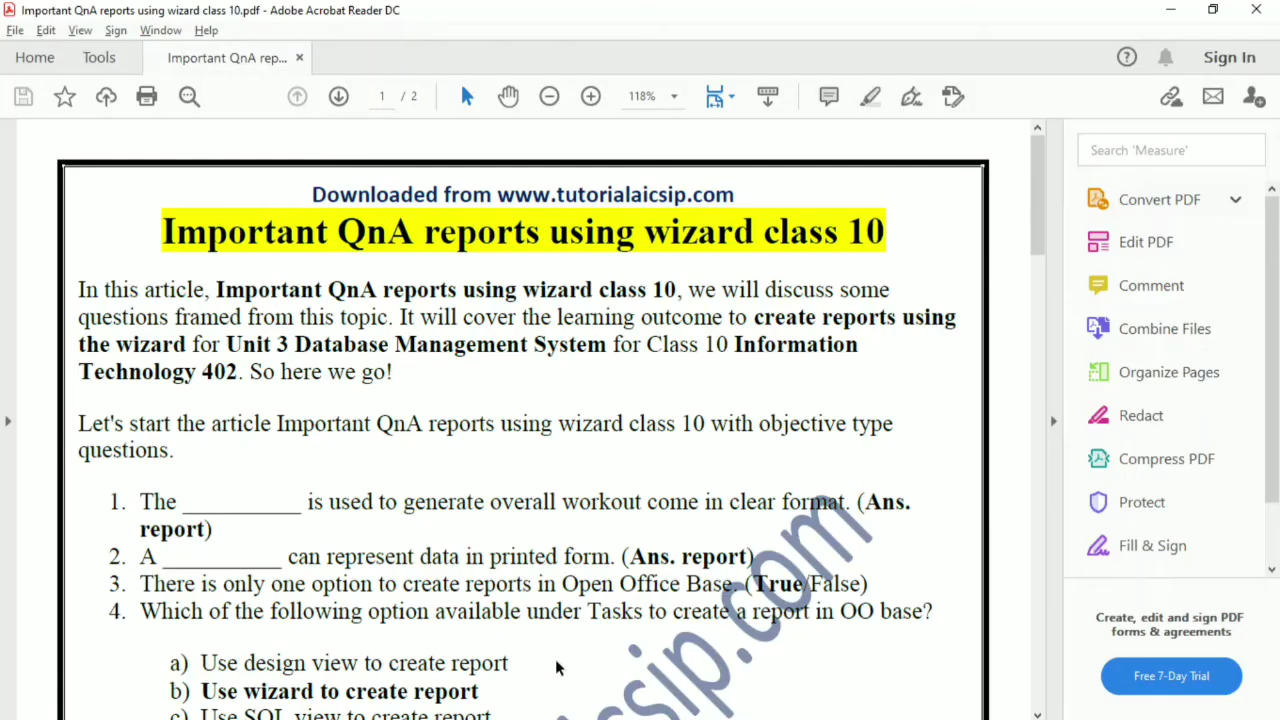 Important QnA reports using wizard class 10.pdf - Adobe Acrobat Reader DC
File Edit View Sign Window Help
Home Tools Important QnA rep... × Sign In
1 / 2 118%
Search 'Measure'
Downloaded from www.tutorialaicsip.com
Important QnA reports using wizard class 10
In this article, Important QnA reports using wizard class 10, we will discuss some
questions framed from this topic. It will cover the learning outcome to create reports using
the wizard for Unit 3 Database Management System for Class 10 Information
Technology 402. So here we go!
Let's start the article Important QnA reports using wizard class 10 with objective type
questions.
1. The __________ is used to generate overall workout come in clear format. (Ans.
report)
2. A __________ can represent data in printed form. (Ans. report)
3. There is only one option to create reports in Open Office Base. (True/False)
4. Which of the following option available under Tasks to create a report in OO base?
a) Use design view to create report
b) Use wizard to create report
c) Use SQL view to create report
icsip.com
Convert PDF
Edit PDF
Comment
Combine Files
Organize Pages
Redact
Compress PDF
Protect
Fill & Sign
Create, edit and sign PDF
forms & agreements
Free 7-Day Trial